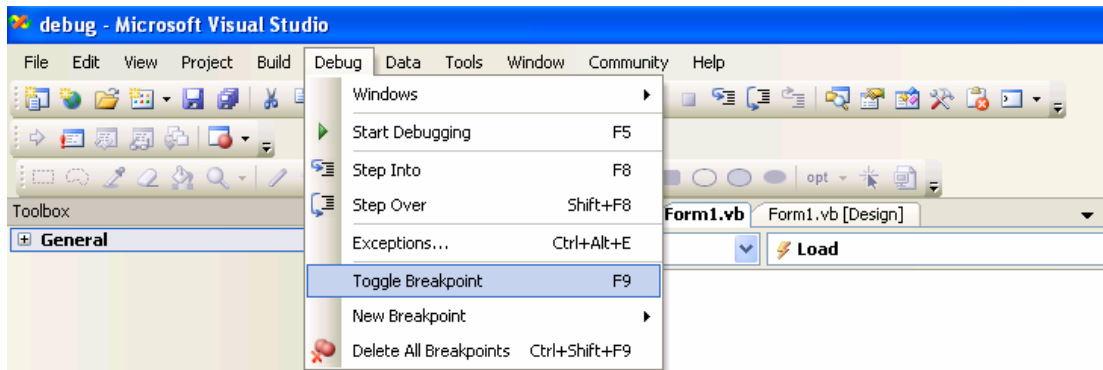 debug - Microsoft Visual Studio
File Edit View Project Build Debug Data Tools Window Community Help
Windows
Start Debugging F5
opt
Step Into F8
Step Over Shift+F8
Toolbox
Form1.vb Form1.vb [Design]
General
Exceptions... Ctrl+Alt+E
Load
Toggle Breakpoint F9
New Breakpoint
Delete All Breakpoints Ctrl+Shift+F9